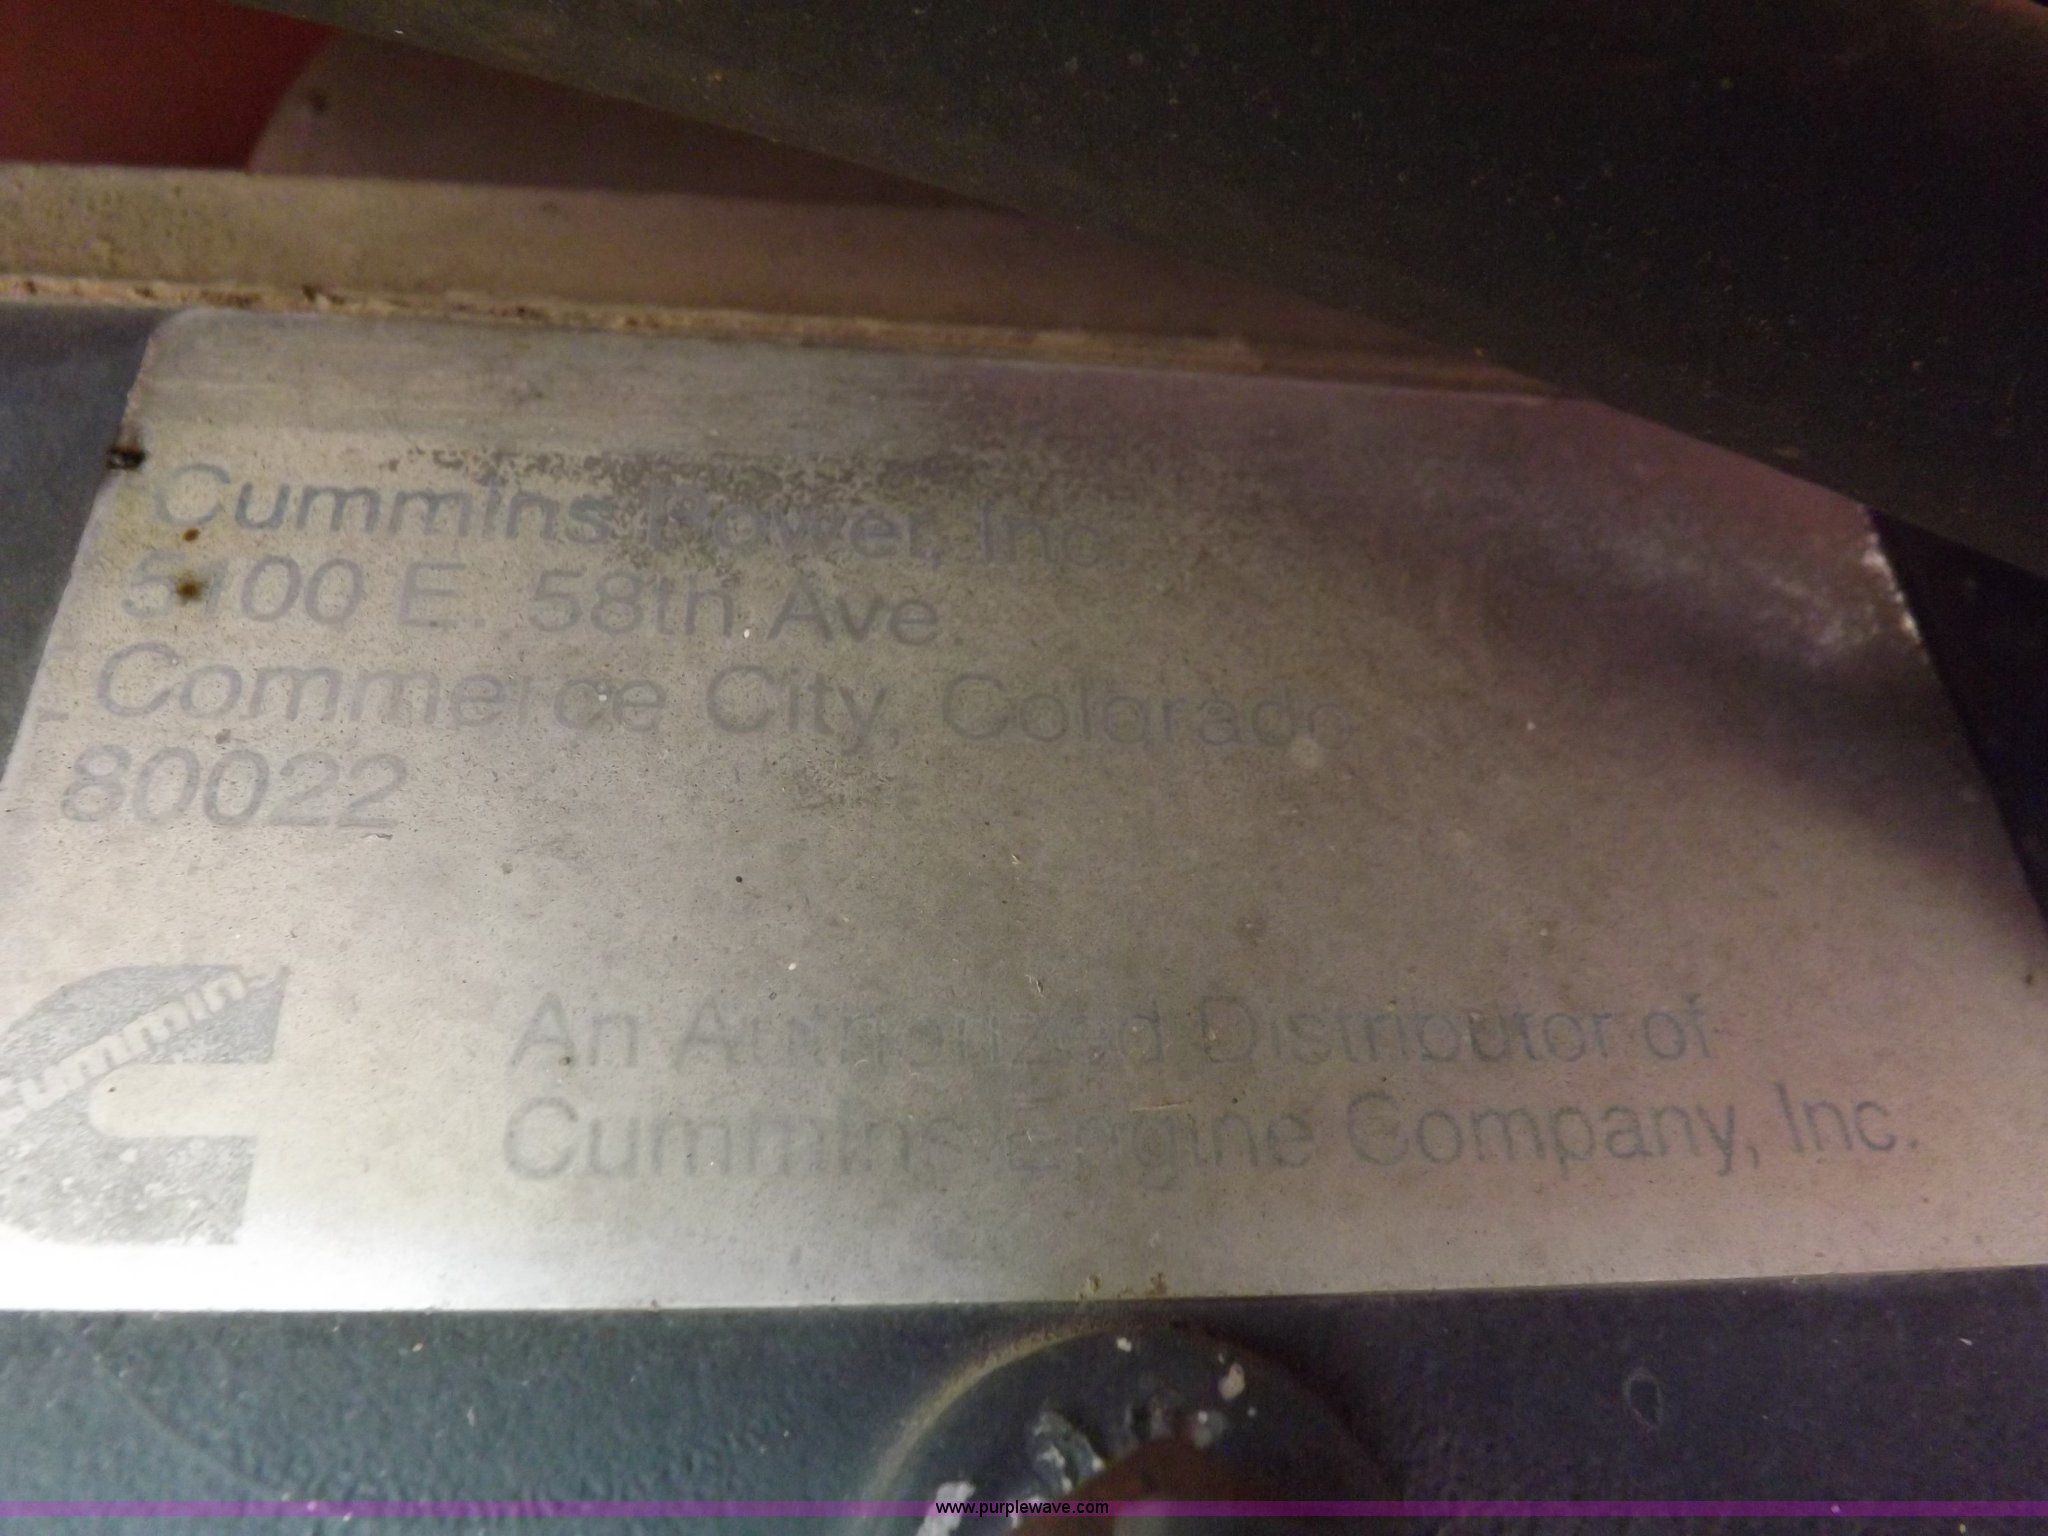 Cummins Power, Inc.
5100 E. 58th Ave.
Commerce City, Colorado
80022
cummins
An Authorized Distributor of
Cummins Engine Company, Inc.
www.purplewave.com